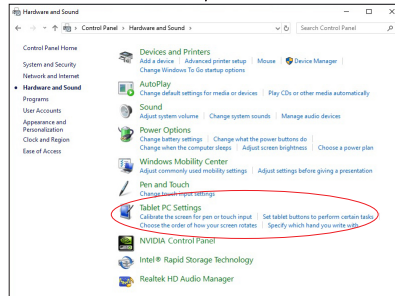 Hardware and Sound
Control Panel > Hardware and Sound >
Search Control Panel
Control Panel Home
System and Security
Network and Internet
Hardware and Sound
Programs
User Accounts
Appearance and
Personalization
Clock and Region
Ease of Access
Devices and Printers
Add a device | Advanced printer setup | Mouse | Device Manager
Change Windows To Go startup options
AutoPlay
Change default settings for media or devices | Play CDs or other media automatically
Sound
Adjust system volume | Change system sounds | Manage audio devices
Power Options
Change battery settings | Change what the power buttons do
Change when the computer sleeps | Adjust screen brightness | Choose a power plan
Windows Mobility Center
Adjust commonly used mobility settings | Adjust settings before giving a presentation
Pen and Touch
Change touch input settings
Tablet PC Settings
Calibrate the screen for pen or touch input | Set tablet buttons to perform certain tasks
Choose the order of how your screen rotates | Specify which hand you write with
NVIDIA Control Panel
Intel® Rapid Storage Technology
Realtek HD Audio Manager